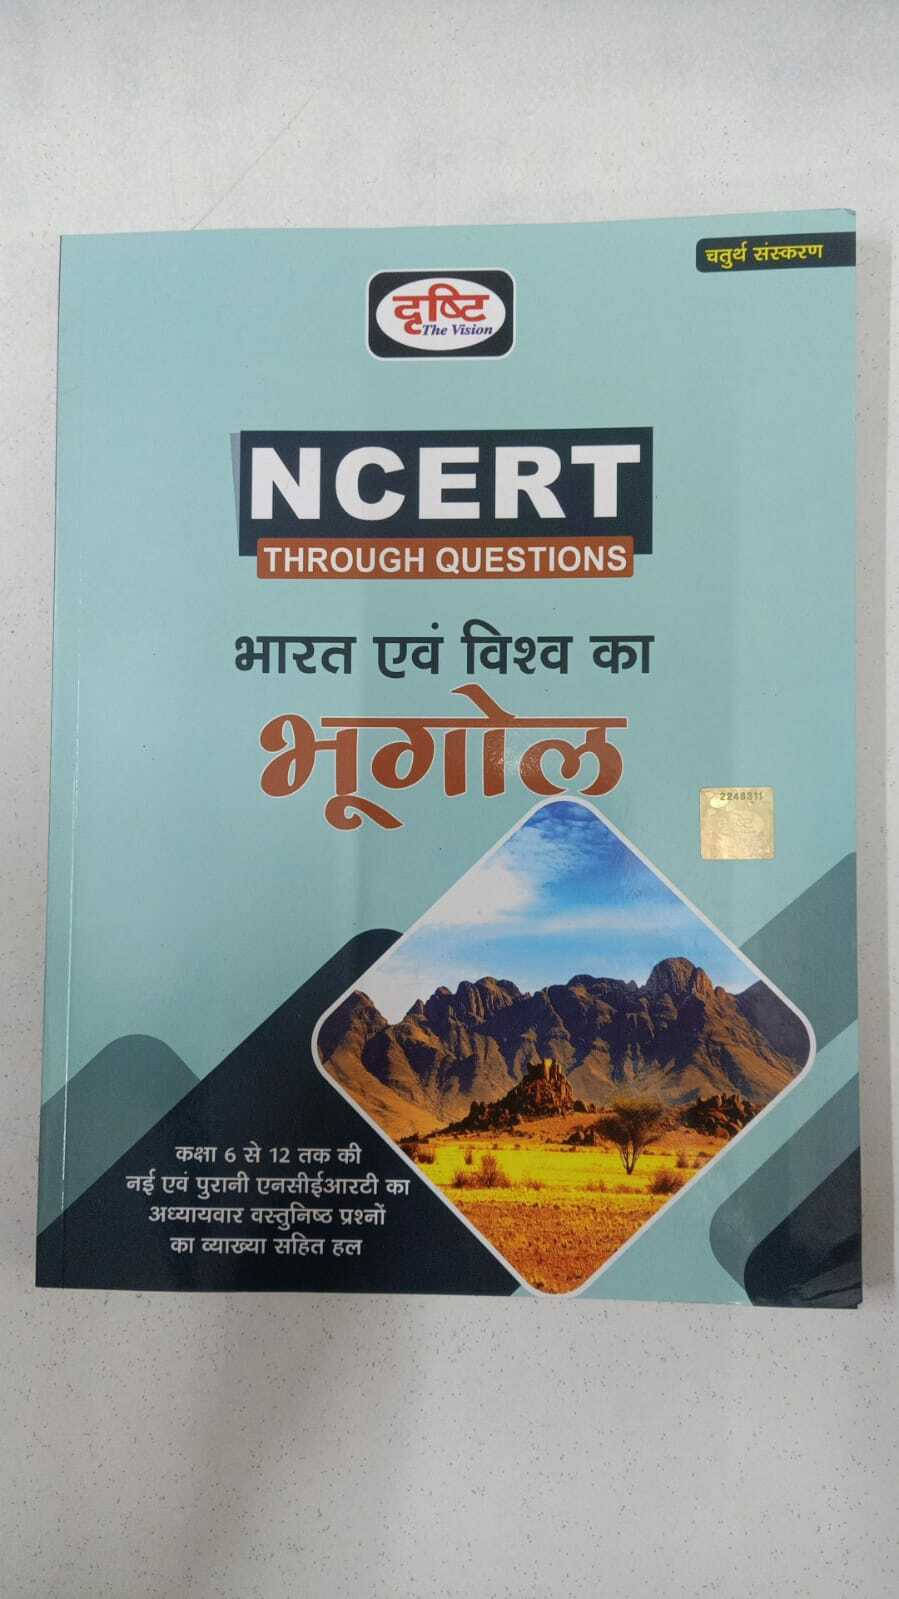 चतुर्थ संस्करण
दृष्टि
The Vision
NCERT
THROUGH QUESTIONS
भारत एवं विश्व का
भूगोल
2248311
कक्षा 6 से 12 तक की
नई एवं पुरानी एनसीईआरटी का
अध्यायवार वस्तुनिष्ठ प्रश्नों
का व्याख्या सहित हल